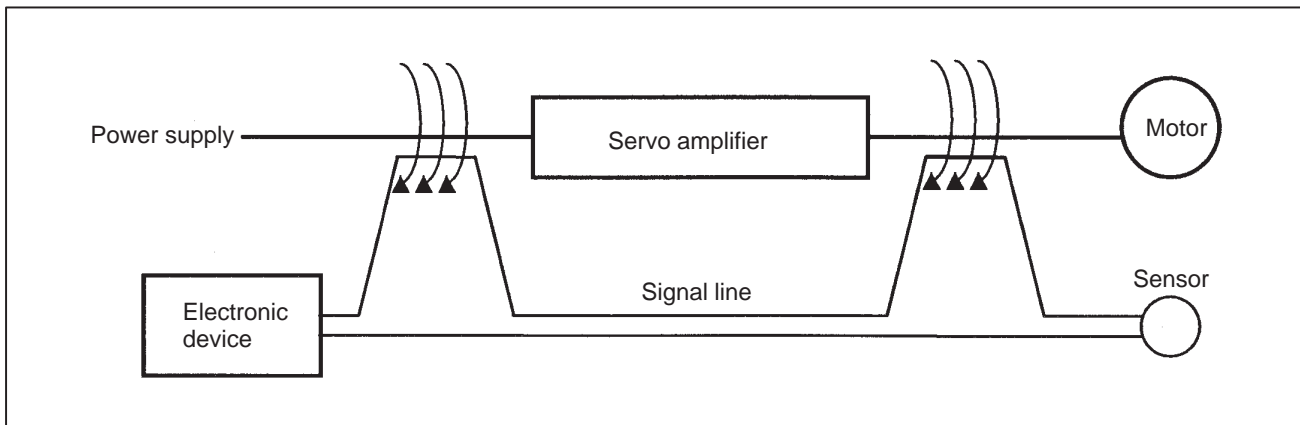 Power supply
Servo amplifier
Motor
Electronic
device
Signal line
Sensor